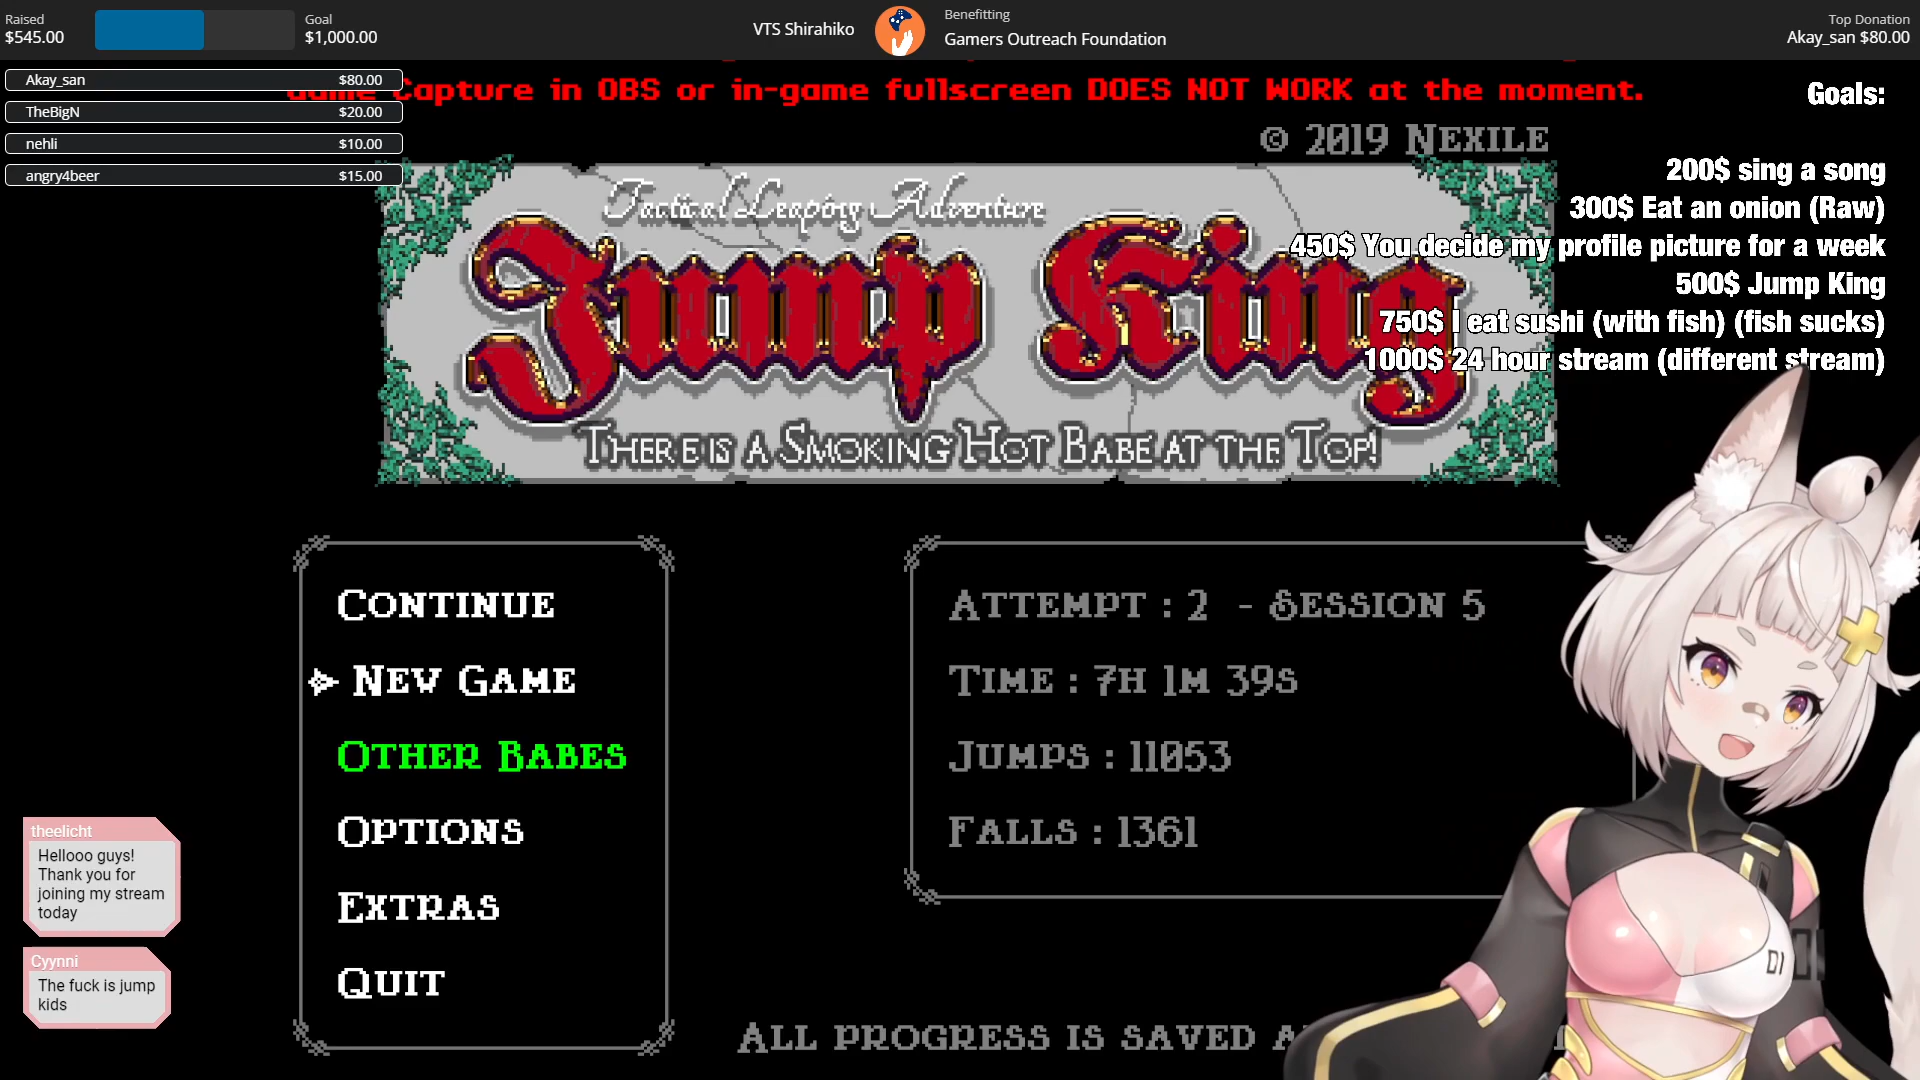 Raised
$545.00
Goal
$1,000.00
VTS Shirahiko
Benefitting
Gamers Outreach Foundation
Top Donation
Akay_san $80.00
Akay_san $80.00
TheBigN $20.00
nehli $10.00
angry4beer $15.00
Game Capture in OBS or in-game fullscreen DOES NOT WORK at the moment.
© 2019 NEXILE
Tactical Leaping Adventure
Jump King
THERE IS A SMOKING HOT BABE AT THE TOP!
Goals:
200$ sing a song
300$ Eat an onion (Raw)
450$ You decide my profile picture for a week
500$ Jump King
750$ I eat sushi (with fish) (fish sucks)
1000$ 24 hour stream (different stream)
CONTINUE
NEW GAME
OTHER BABES
OPTIONS
EXTRAS
QUIT
ATTEMPT : 2 - SESSION 5
TIME : 7H 1M 39S
JUMPS : 11053
FALLS : 1361
ALL PROGRESS IS SAVED
theelicht
Hellooo guys!
Thank you for
joining my stream
today
Cyynni
The fuck is jump
kids
01